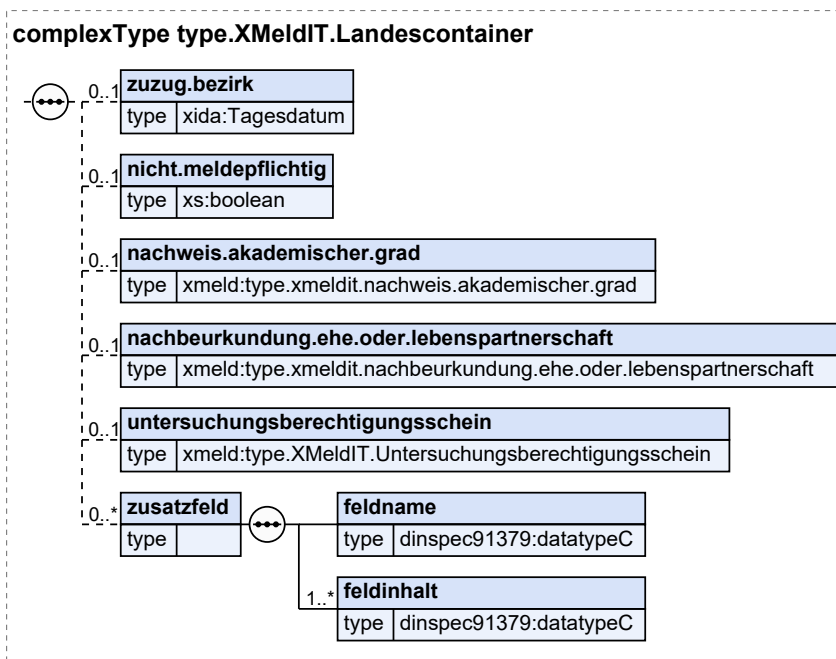 complexType type.XMeldIT.Landescontainer
0..1 zuzug.bezirk
type xida:Tagesdatum
0..1 nicht.meldepflichtig
type xs:boolean
0..1 nachweis.akademischer.grad
type xmeld:type.xmeldit.nachweis.akademischer.grad
0..1 nachbeurkundung.ehe.oder.lebenspartnerschaft
type xmeld:type.xmeldit.nachbeurkundung.ehe.oder.lebenspartnerschaft
0..1 untersuchungsberechtigungsschein
type xmeld:type.XMeldIT.Untersuchungsberechtigungsschein
0..* zusatzfeld
type
feldname
type dinspec91379:datatypeC
1..* feldinhalt
type dinspec91379:datatypeC